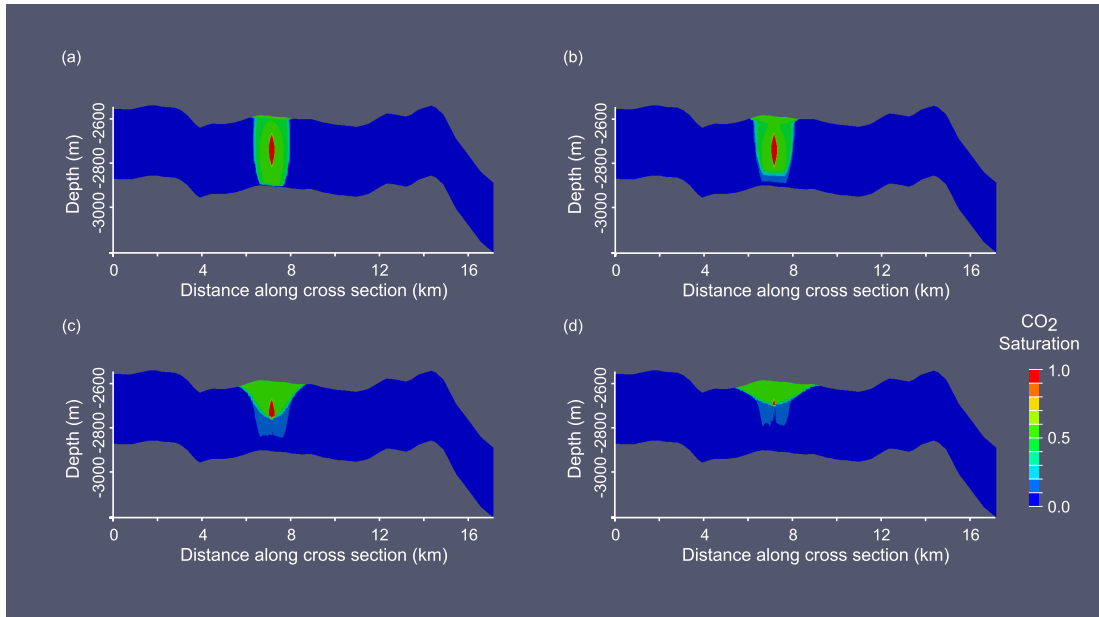 (a)
Depth (m)
-2600
-2800
-3000
0 4 8 12 16
Distance along cross section (km)
(b)
Depth (m)
-2600
-2800
-3000
0 4 8 12 16
Distance along cross section (km)
(c)
Depth (m)
-2600
-2800
-3000
0 4 8 12 16
Distance along cross section (km)
(d)
Depth (m)
-2600
-2800
-3000
0 4 8 12 16
Distance along cross section (km)
CO2
Saturation
1.0
0.5
0.0